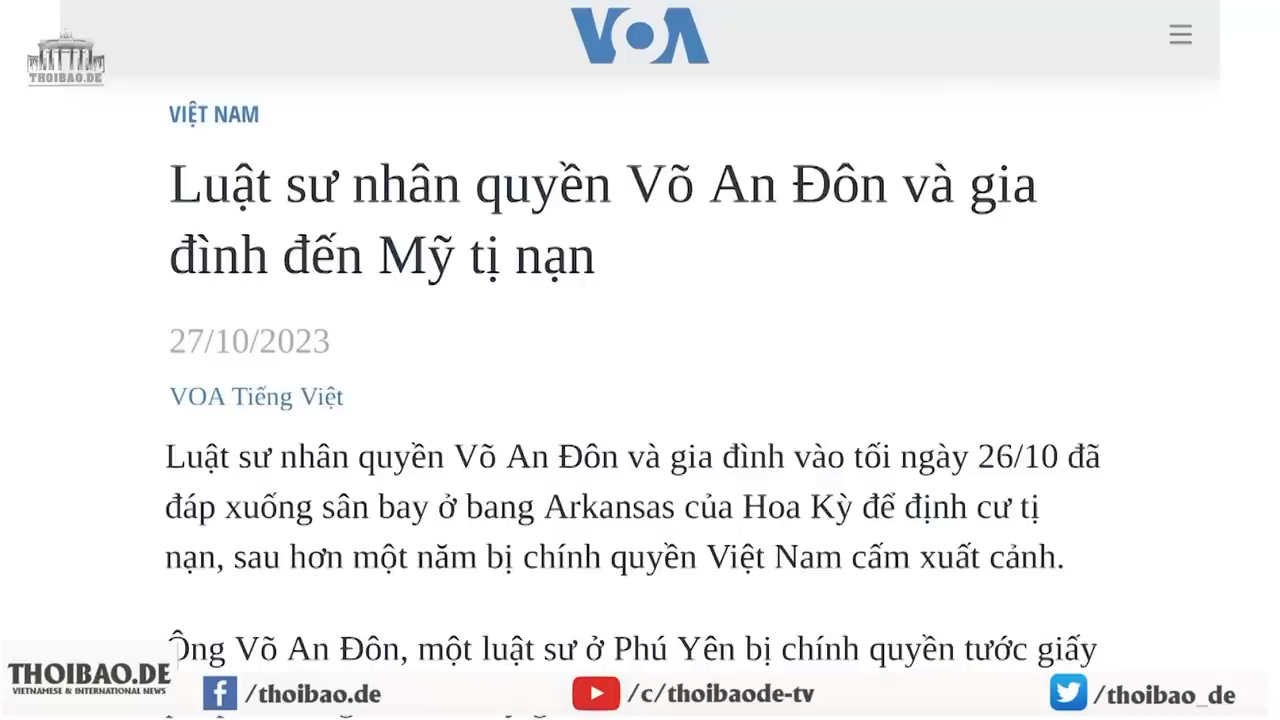 VOA
THOIBAO.DE
VIỆT NAM
Luật sư nhân quyền Võ An Đôn và gia
đình đến Mỹ tị nạn
27/10/2023
VOA Tiếng Việt
Luật sư nhân quyền Võ An Đôn và gia đình vào tối ngày 26/10 đã
đáp xuống sân bay ở bang Arkansas của Hoa Kỳ để định cư tị
nạn, sau hơn một năm bị chính quyền Việt Nam cấm xuất cảnh.
Ông Võ An Đôn, một luật sư ở Phú Yên bị chính quyền tước giấy
THOIBAO.DE
VIETNAMESE & INTERNATIONAL NEWS
/thoibao.de
/c/thoibaode-tv
/thoibao_de